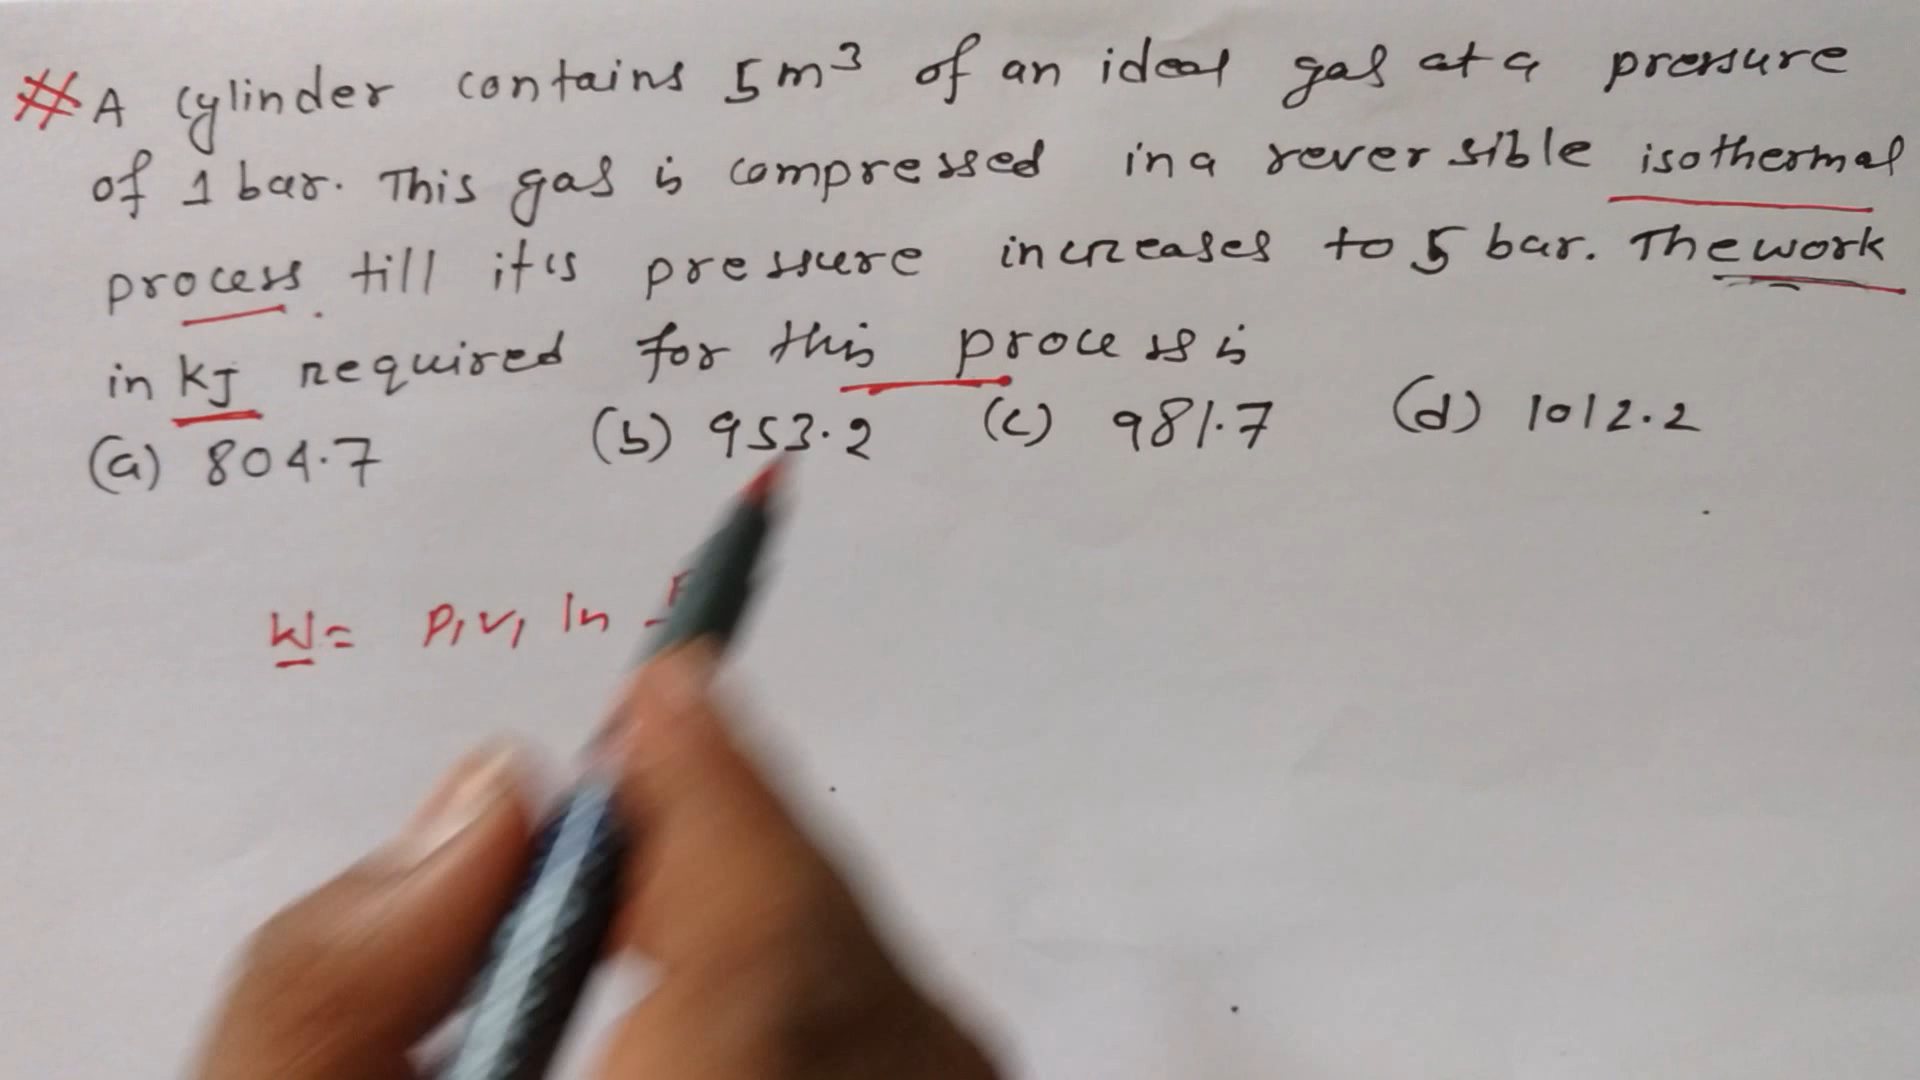 # A cylinder contains 5m³ of an ideal gas at a pressure
of 1 bar. This gas is compressed in a reversible isothermal
process till it's pressure increases to 5 bar. The work
in KJ required for this process is
(a) 804.7 (b) 953.2 (c) 981.7 (d) 1012.2
W= P₁V₁ ln